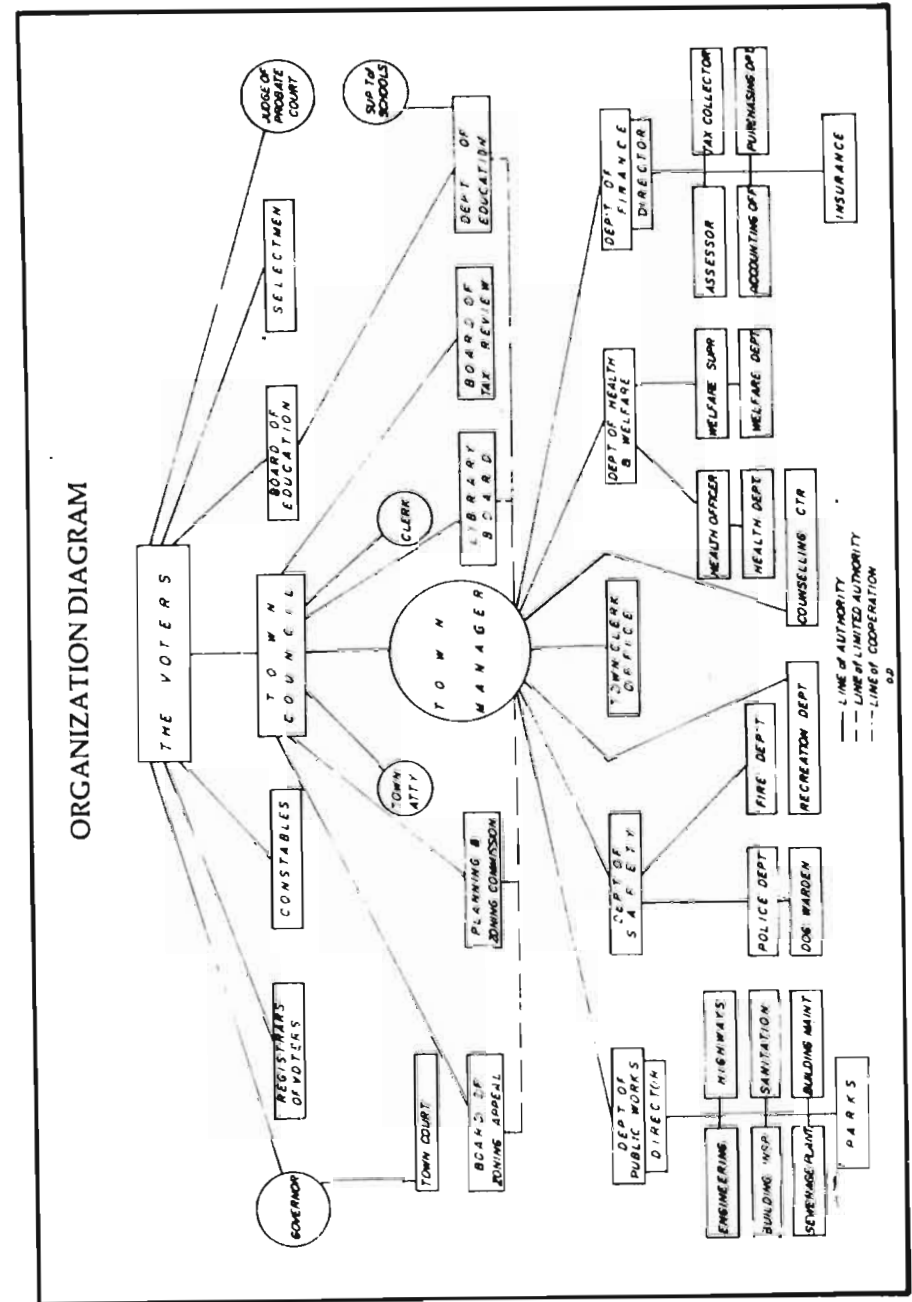 ORGANIZATION DIAGRAM
THE VOTERS
GOVERNOR
REGISTRARS
OF VOTERS
CONSTABLES
TOWN
COUNCIL
BOARD OF
EDUCATION
SELECTMEN
JUDGE OF
PROBATE
COURT
TOWN COURT
BOARD OF
ZONING APPEAL
PLANNING &
ZONING COMMISSION
TOWN
ATTY
TOWN
MANAGER
CLERK
LIBRARY
BOARD
BOARD OF
TAX REVIEW
DEPT OF
EDUCATION
SUPT of
SCHOOLS
DEPT OF
PUBLIC WORKS
DIRECTOR
DEPT OF
SAFETY
TOWN CLERK
OFFICE
DEPT OF HEALTH
& WELFARE
DEP'T OF
FINANCE
DIRECTOR
ENGINEERING
HIGHWAYS
BUILDING INSP.
SANITATION
SEWERAGE PLANT
BUILDING MAINT
PARKS
POLICE DEPT
DOG WARDEN
FIRE DEP'T
RECREATION DEPT
HEALTH OFFICER
HEALTH DEPT
COUNSELLING CTR
WELFARE SUPR
WELFARE DEPT
ASSESSOR
TAX COLLECTOR
ACCOUNTING OFF
PURCHASING DPT
INSURANCE
LINE of AUTHORITY
LINE of LIMITED AUTHORITY
LINE of COOPERATION